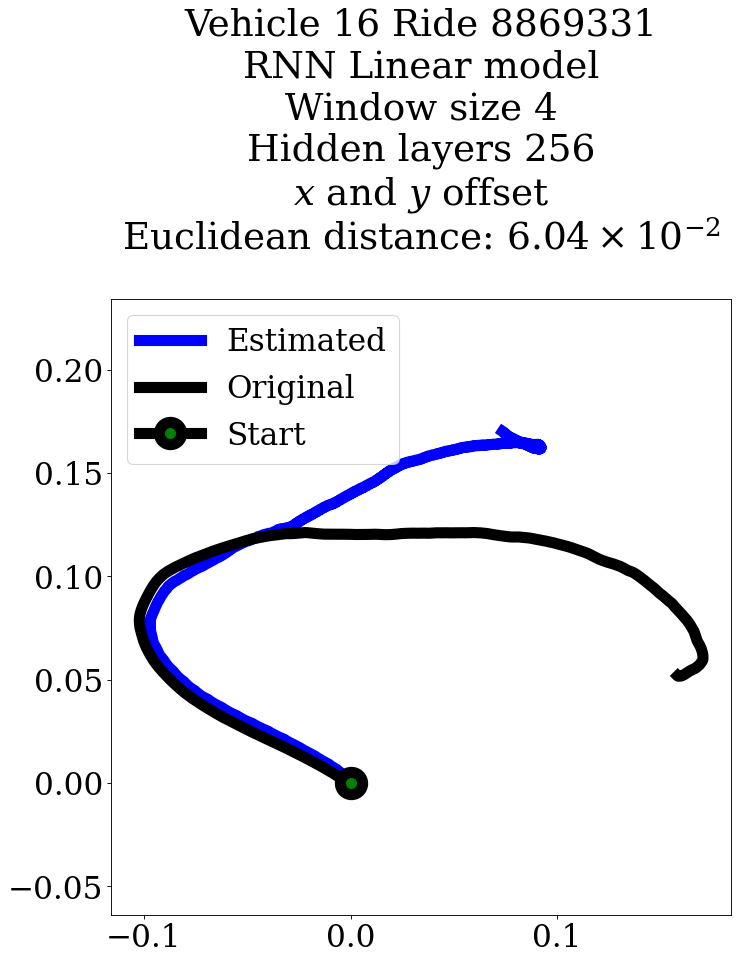 Vehicle 16 Ride 8869331
RNN Linear model
Window size 4
Hidden layers 256
x and y offset
Euclidean distance: 6.04 × 10⁻²
Estimated
Original
Start
0.20
0.15
0.10
0.05
0.00
−0.05
−0.1
0.0
0.1